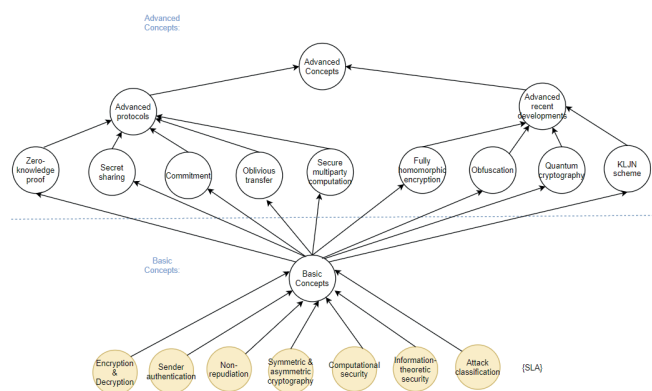 Advanced
Concepts:
Advanced
Concepts
Advanced
protocols
Advanced
recent
developments
Zero-
knowledge
proof
Secret
sharing
Commitment
Oblivious
transfer
Secure
multiparty
computation
Fully
homomorphic
encryption
Obfuscation
Quantum
cryptography
KLJN
scheme
Basic
Concepts:
Basic
Concepts
Encryption
&
Decryption
Sender
authentication
Non-
repudiation
Symmetric &
asymmetric
cryptography
Computational
security
Information-
theoretic
security
Attack
classification
{SLA}